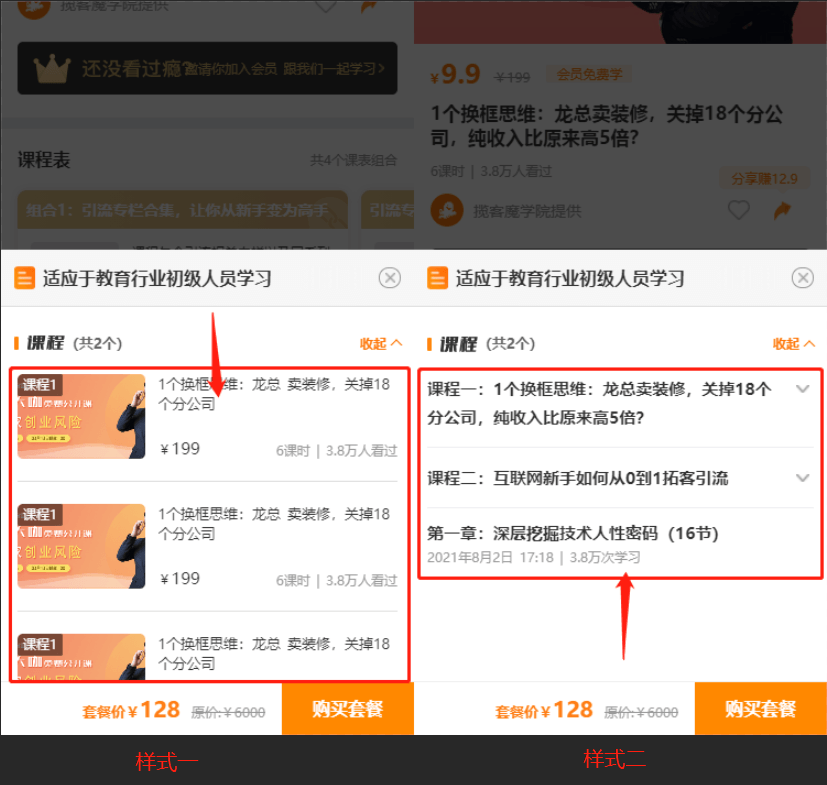 揽客魔学院提供
还没看过瘾?邀请你加入会员 跟我们一起学习>
课程表
共4个课表组合
组合1：引流专栏合集，让你从新手变为高手
引流专
适应于教育行业初级人员学习
课程 (共2个)
收起
课程1
1个换框思维：龙总 卖装修，关掉18
个分公司
创业风险
¥199
6课时 | 3.8万人看过
课程1
1个换框思维：龙总 卖装修，关掉18
个分公司
创业风险
¥199
6课时 | 3.8万人看过
课程1
1个换框思维：龙总 卖装修，关掉18
个分公司
套餐价¥128 原价:¥6000
购买套餐
样式一
¥9.9 ¥199 会员免费学
1个换框思维：龙总卖装修，关掉18个分公
司，纯收入比原来高5倍？
6课时 | 3.8万人看过
分享赚12.9
揽客魔学院提供
适应于教育行业初级人员学习
课程 (共2个)
收起
课程一：1个换框思维：龙总卖装修，关掉18个
分公司，纯收入比原来高5倍？
课程二：互联网新手如何从0到1拓客引流
第一章：深层挖掘技术人性密码（16节）
2021年8月2日 17:18 | 3.8万次学习
套餐价¥128 原价:¥6000
购买套餐
样式二